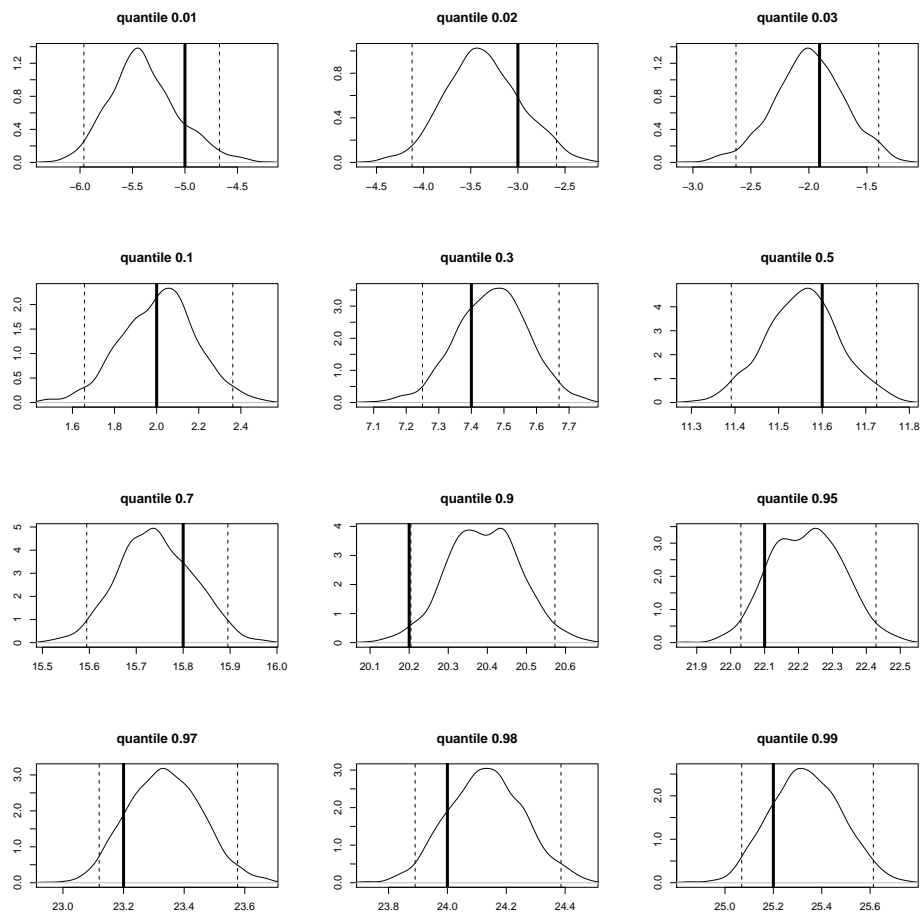 quantile 0.01 quantile 0.02 quantile 0.03
0.0 0.4 0.8 1.2 0.0 0.4 0.8 0.0 0.4 0.8 1.2
−6.0 −5.5 −5.0 −4.5 −4.5 −4.0 −3.5 −3.0 −2.5 −3.0 −2.5 −2.0 −1.5
quantile 0.1 quantile 0.3 quantile 0.5
0.0 0.5 1.0 1.5 2.0 0.0 1.0 2.0 3.0 0 1 2 3 4
1.6 1.8 2.0 2.2 2.4 7.1 7.2 7.3 7.4 7.5 7.6 7.7 11.3 11.4 11.5 11.6 11.7 11.8
quantile 0.7 quantile 0.9 quantile 0.95
0 1 2 3 4 5 0 1 2 3 4 0.0 1.0 2.0 3.0
15.5 15.6 15.7 15.8 15.9 16.0 20.1 20.2 20.3 20.4 20.5 20.6 21.9 22.0 22.1 22.2 22.3 22.4 22.5
quantile 0.97 quantile 0.98 quantile 0.99
0.0 1.0 2.0 3.0 0.0 1.0 2.0 3.0 0.0 1.0 2.0
23.0 23.2 23.4 23.6 23.8 24.0 24.2 24.4 25.0 25.2 25.4 25.6